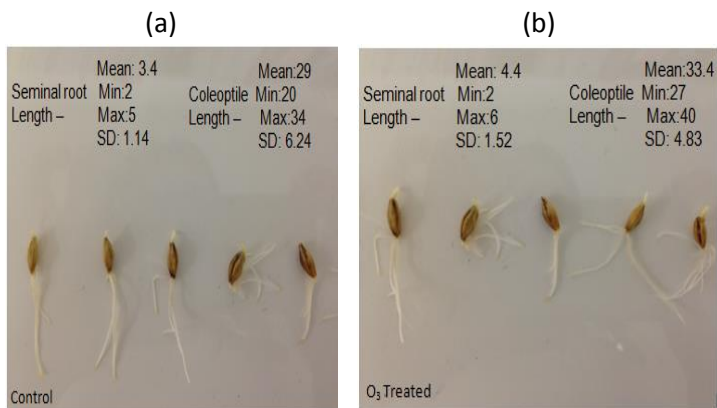 (a)
(b)
Seminal root
Length –
Mean: 3.4
Min:2
Max:5
SD: 1.14
Coleoptile
Length –
Mean:29
Min:20
Max:34
SD: 6.24
Control
Seminal root
Length –
Mean: 4.4
Min:2
Max:6
SD: 1.52
Coleoptile
Length –
Mean:33.4
Min:27
Max:40
SD: 4.83
O₃ Treated